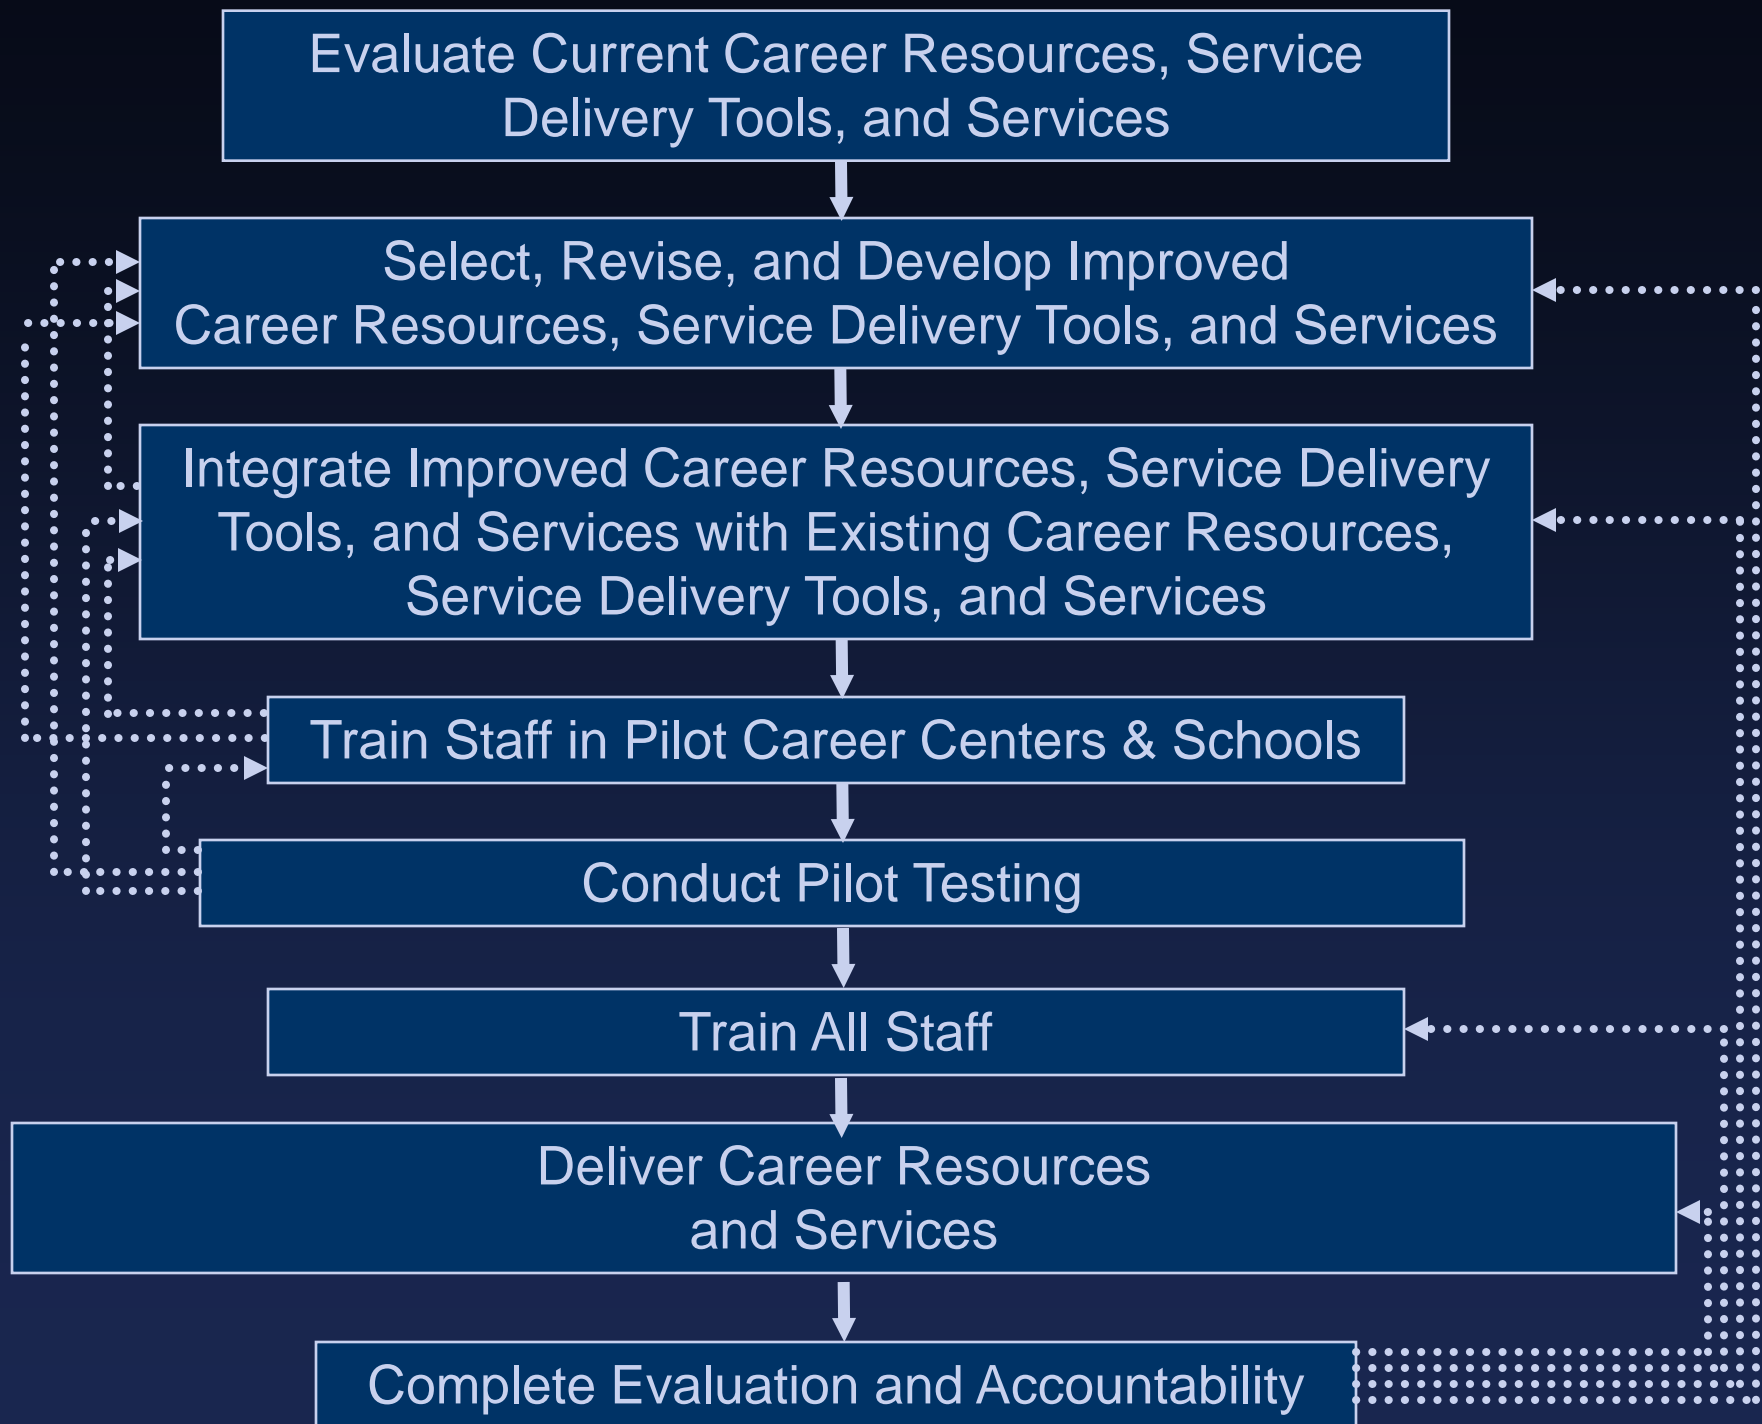 Evaluate Current Career Resources, Service
Delivery Tools, and Services
Select, Revise, and Develop Improved
Career Resources, Service Delivery Tools, and Services
Integrate Improved Career Resources, Service Delivery
Tools, and Services with Existing Career Resources,
Service Delivery Tools, and Services
Train Staff in Pilot Career Centers & Schools
Conduct Pilot Testing
Train All Staff
Deliver Career Resources
and Services
Complete Evaluation and Accountability